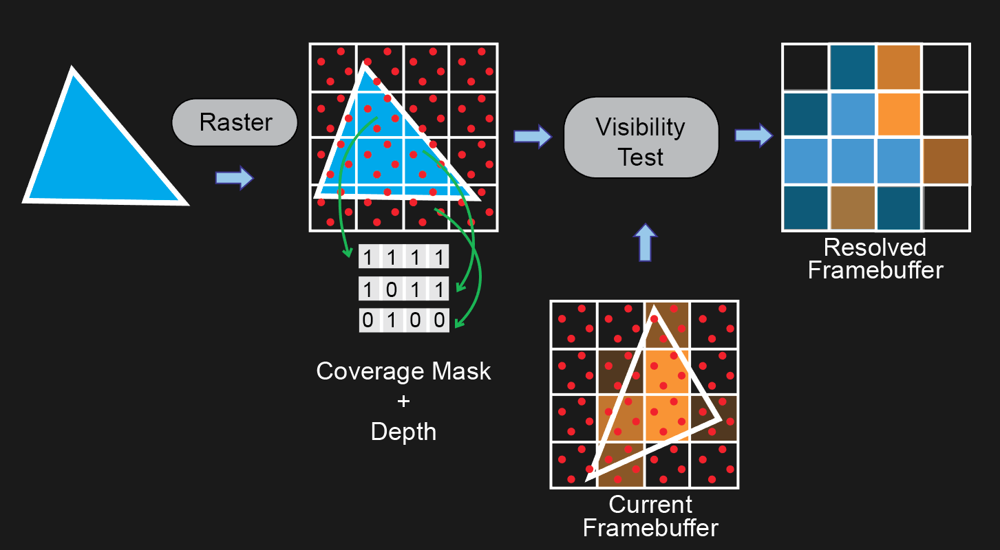 Raster
Visibility
Test
1 1 1 1
1 0 1 1
0 1 0 0
Coverage Mask
+
Depth
Resolved
Framebuffer
Current
Framebuffer